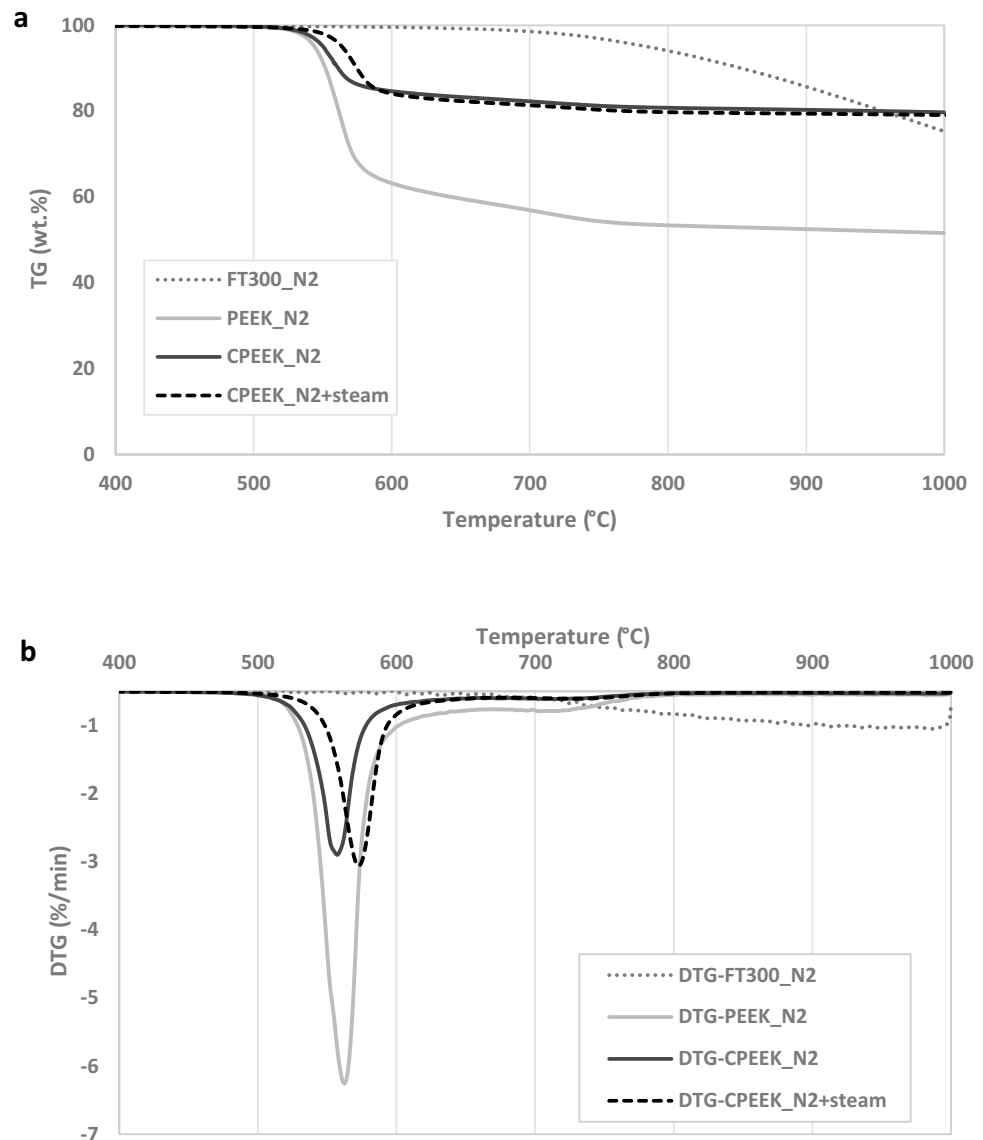 a
100
80
60
40
20
0
TG (wt.%)
FT300_N2
PEEK_N2
CPEEK_N2
CPEEK_N2+steam
400 500 600 700 800 900 1000
Temperature (°C)
b
Temperature (°C)
400 500 600 700 800 900 1000
-1
-2
-3
-4
-5
-6
-7
DTG (%/min)
DTG-FT300_N2
DTG-PEEK_N2
DTG-CPEEK_N2
DTG-CPEEK_N2+steam